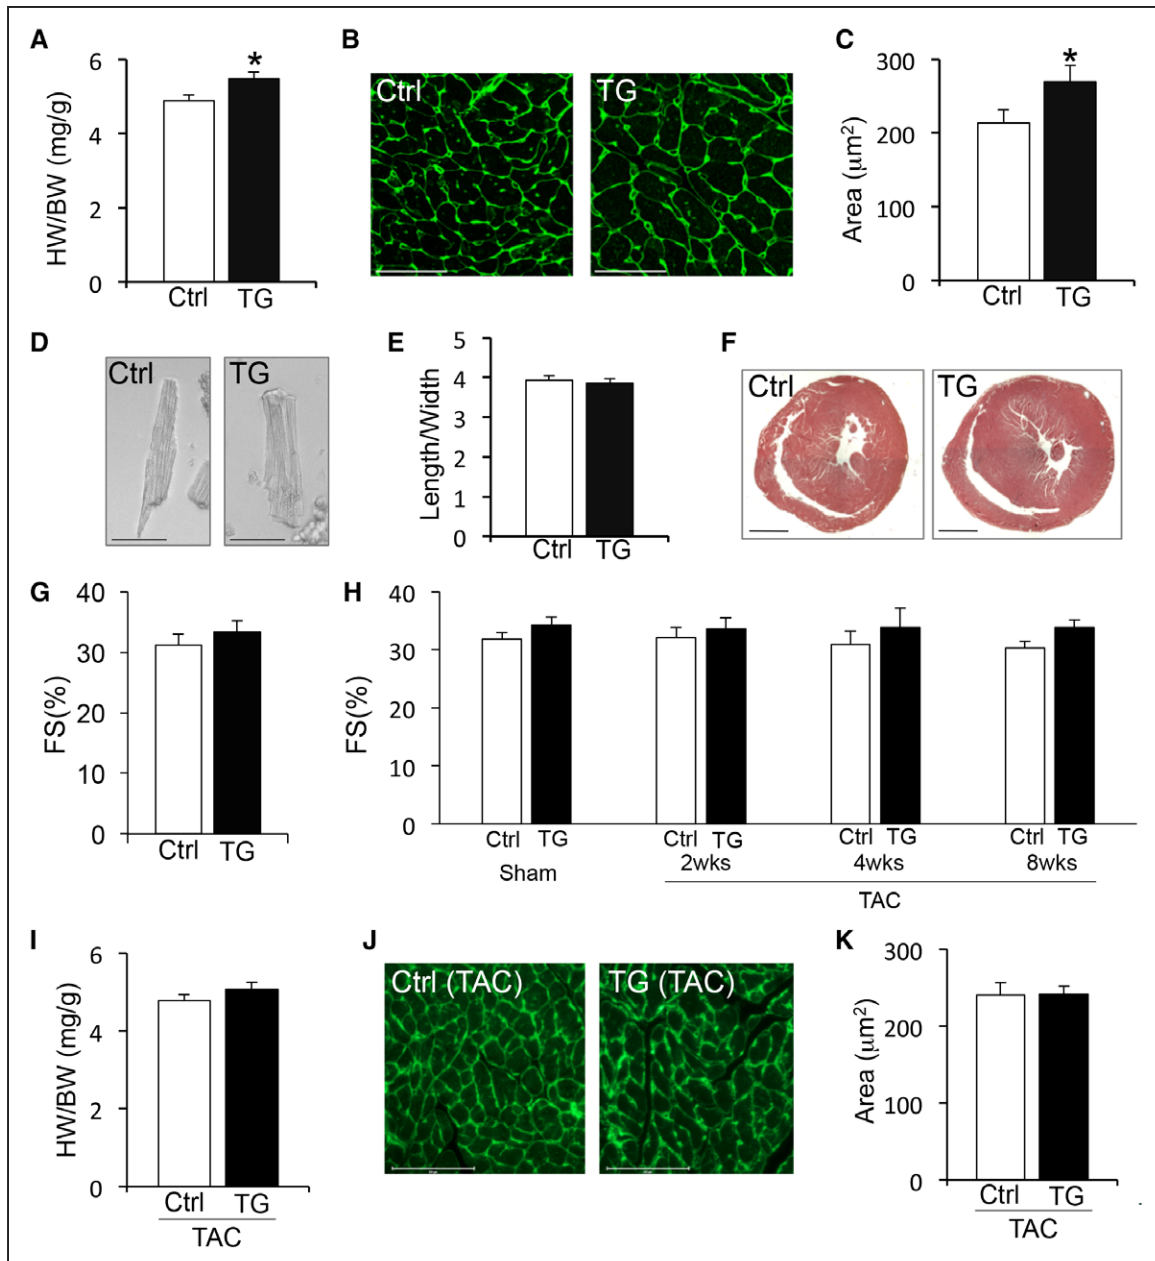 A
HW/BW (mg/g)
6
4
2
0
*
Ctrl
TG
B
Ctrl
TG
C
Area (μm²)
300
200
100
0
*
Ctrl
TG
D
Ctrl
TG
E
Length/Width
5
4
3
2
1
0
Ctrl
TG
F
Ctrl
TG
G
FS(%)
40
30
20
10
0
Ctrl
TG
H
FS(%)
40
30
20
10
0
Ctrl TG
Sham
Ctrl TG
2wks
Ctrl TG
4wks
Ctrl TG
8wks
TAC
I
HW/BW (mg/g)
6
4
2
0
Ctrl
TG
TAC
J
Ctrl (TAC)
TG (TAC)
K
Area (μm²)
300
200
100
0
Ctrl
TG
TAC